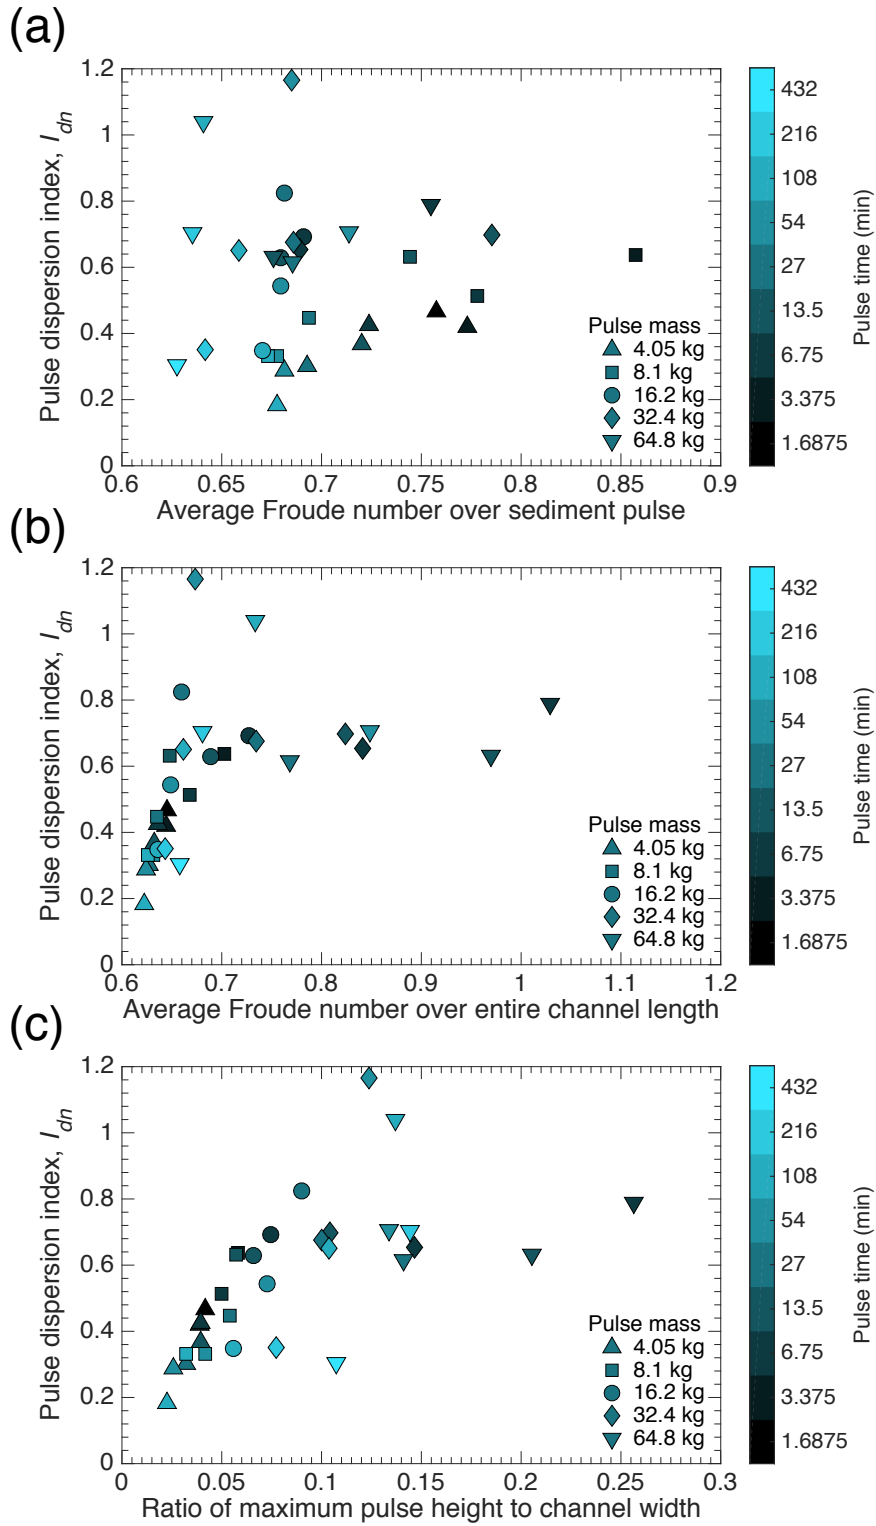 (a)
1.2
1
0.8
0.6
0.4
0.2
0
Pulse dispersion index, I_dn
0.6 0.65 0.7 0.75 0.8 0.85 0.9
Average Froude number over sediment pulse
Pulse mass
4.05 kg
8.1 kg
16.2 kg
32.4 kg
64.8 kg
432
216
108
54
27
13.5
6.75
3.375
1.6875
Pulse time (min)
(b)
1.2
1
0.8
0.6
0.4
0.2
0
Pulse dispersion index, I_dn
0.6 0.7 0.8 0.9 1 1.1 1.2
Average Froude number over entire channel length
Pulse mass
4.05 kg
8.1 kg
16.2 kg
32.4 kg
64.8 kg
432
216
108
54
27
13.5
6.75
3.375
1.6875
Pulse time (min)
(c)
1.2
1
0.8
0.6
0.4
0.2
0
Pulse dispersion index, I_dn
0 0.05 0.1 0.15 0.2 0.25 0.3
Ratio of maximum pulse height to channel width
Pulse mass
4.05 kg
8.1 kg
16.2 kg
32.4 kg
64.8 kg
432
216
108
54
27
13.5
6.75
3.375
1.6875
Pulse time (min)